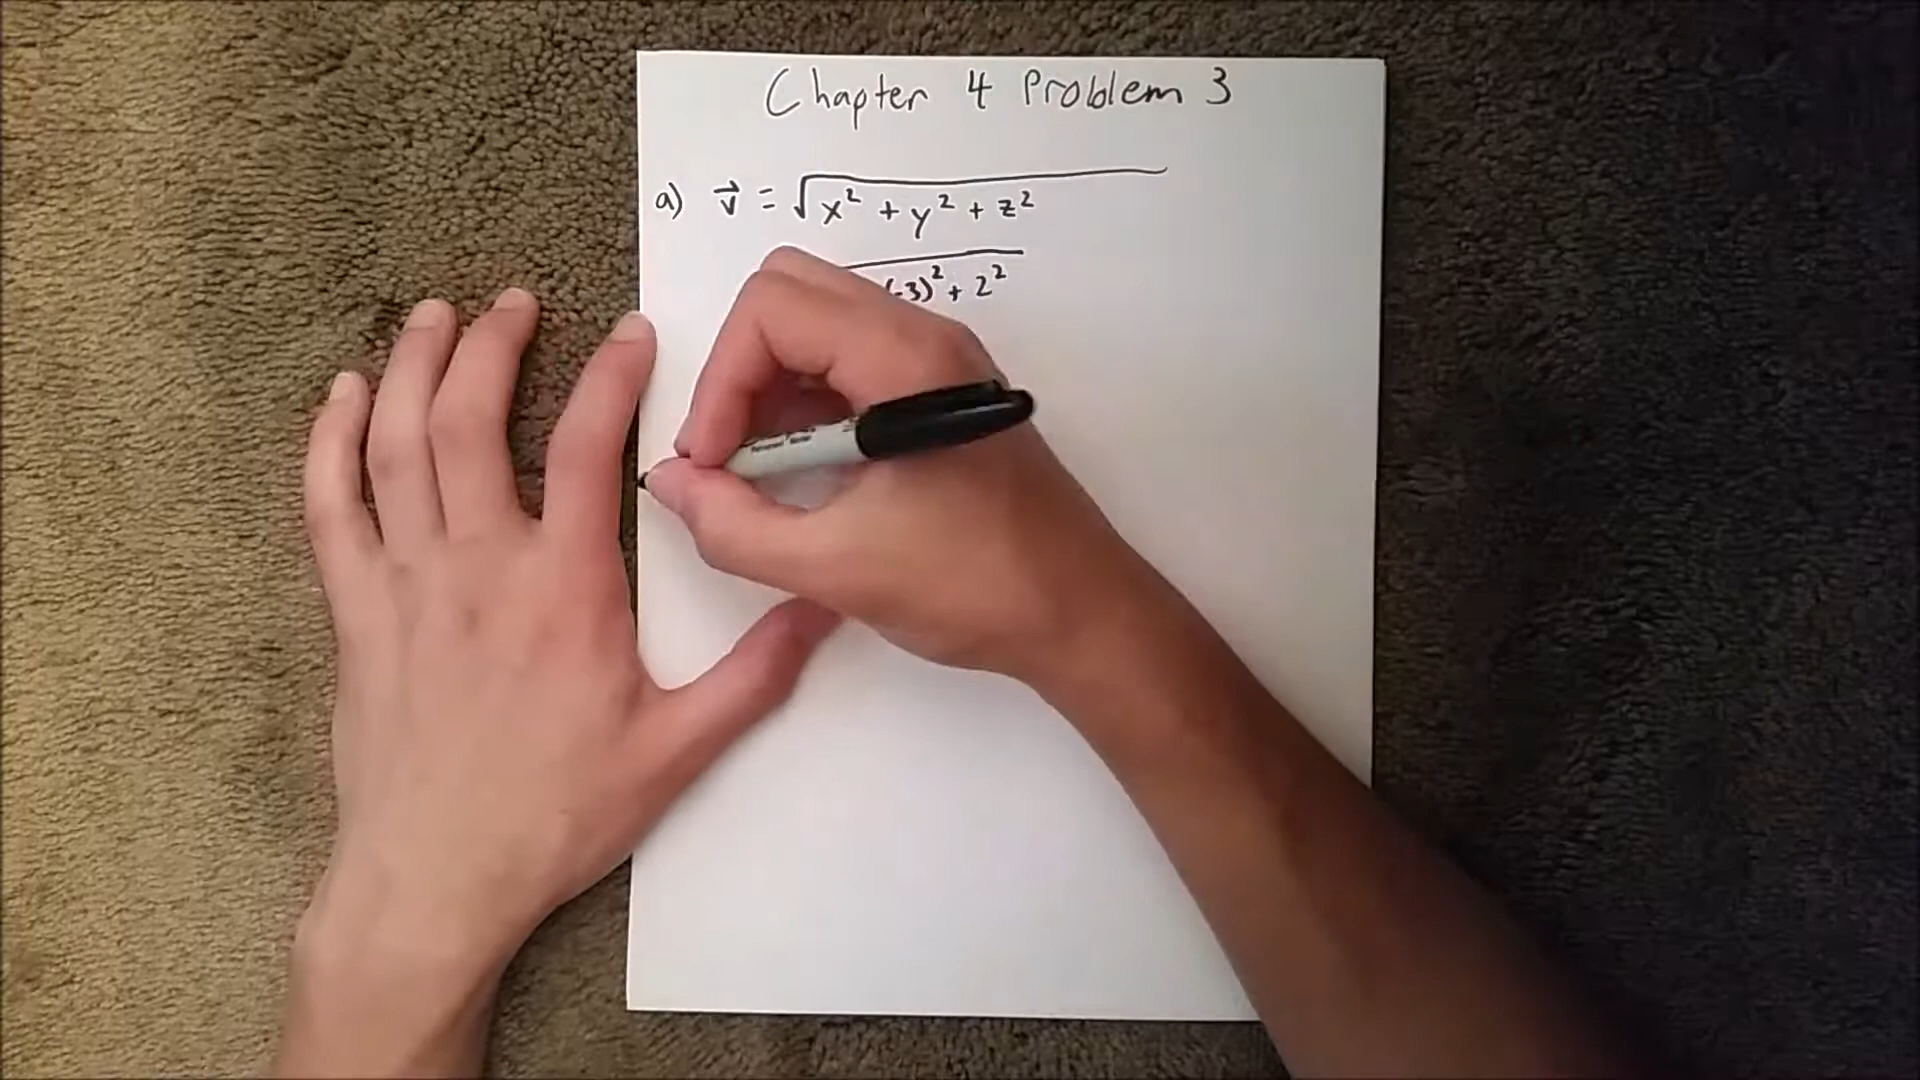 Chapter 4 Problem 3
a) v⃗ = √x² + y² + z²
(-3)² + 2²